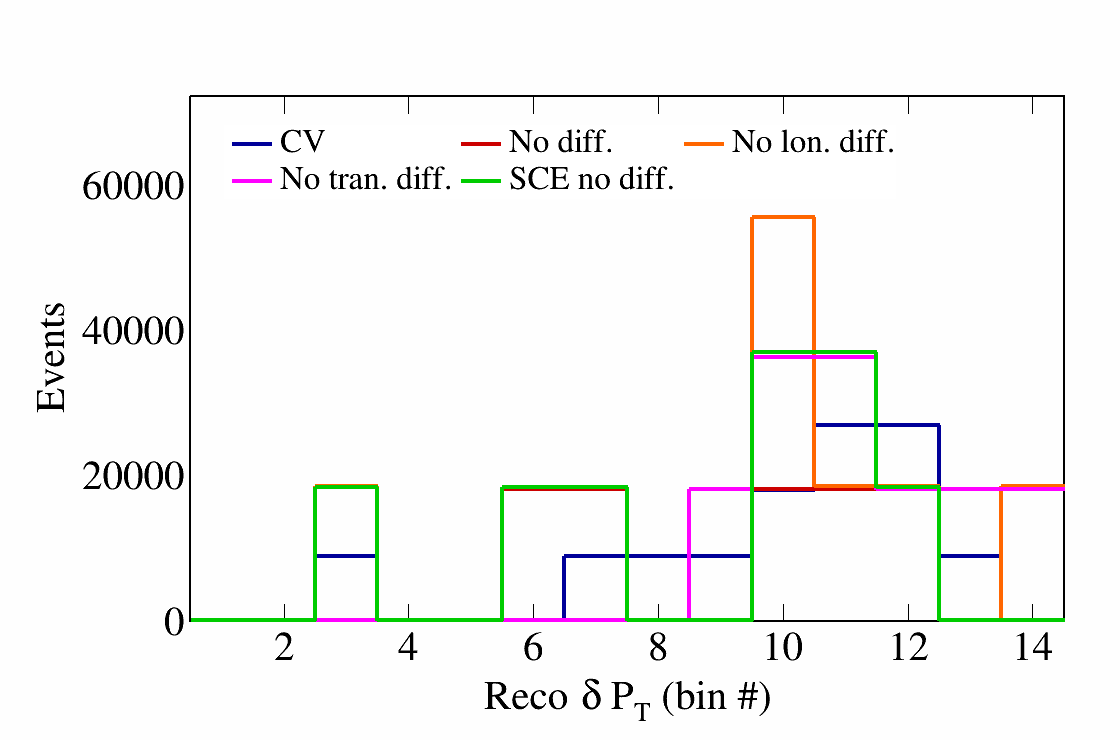 CV No diff. No lon. diff.
No tran. diff. SCE no diff.
60000
40000
20000
0
Events
2 4 6 8 10 12 14
Reco δ P_T (bin #)